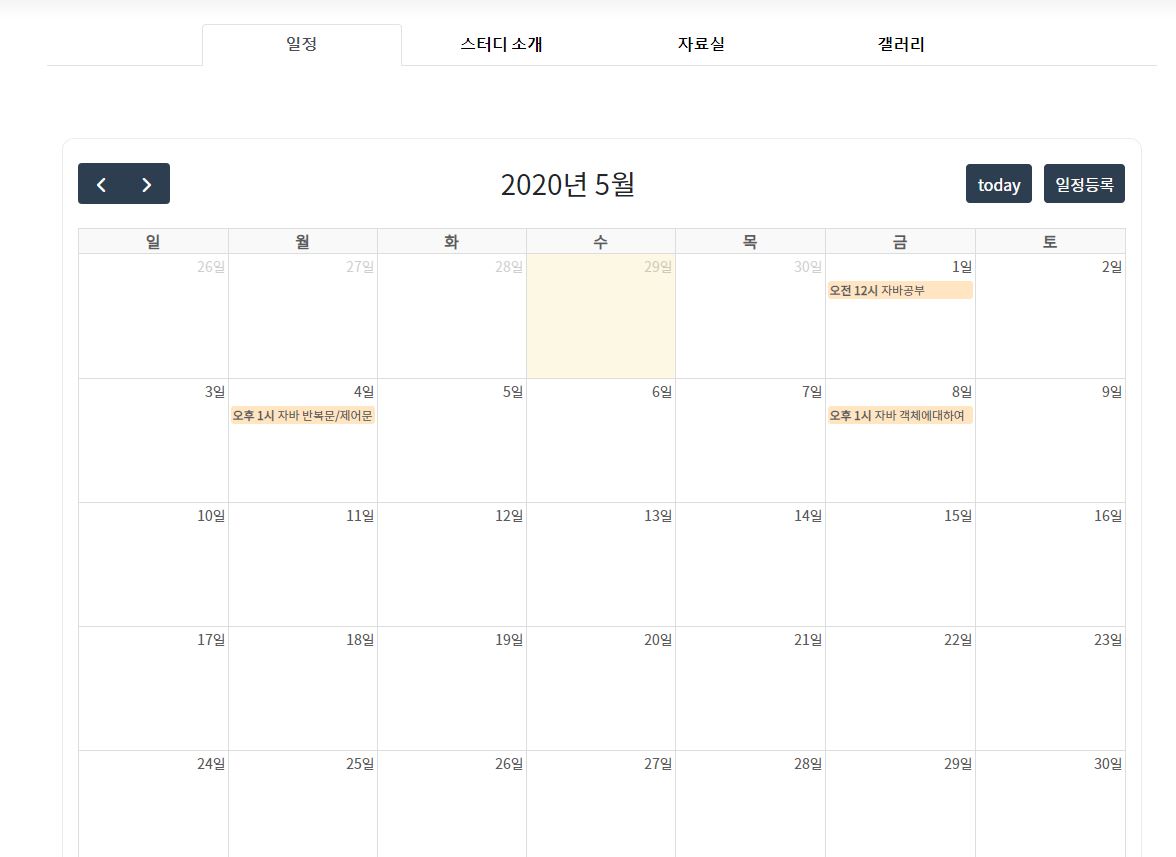 일정 스터디 소개 자료실 갤러리
2020년 5월 today 일정등록
일 월 화 수 목 금 토
26일 27일 28일 29일 30일 1일 2일
오전 12시 자바공부
3일 4일 5일 6일 7일 8일 9일
오후 1시 자바 반복문/제어문 오후 1시 자바 객체에대하여
10일 11일 12일 13일 14일 15일 16일
17일 18일 19일 20일 21일 22일 23일
24일 25일 26일 27일 28일 29일 30일